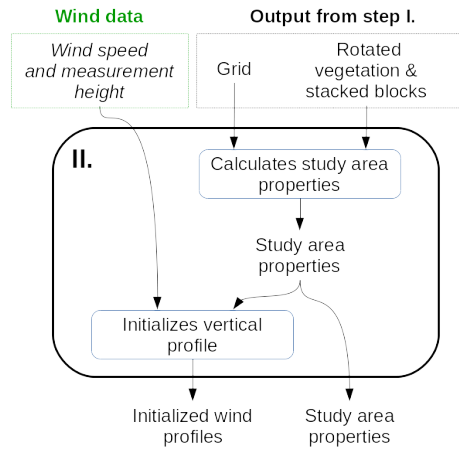 Wind data
Output from step I.
Wind speed
and measurement
height
Grid
Rotated
vegetation &
stacked blocks
II.
Calculates study area
properties
Study area
properties
Initializes vertical
profile
Initialized wind
profiles
Study area
properties